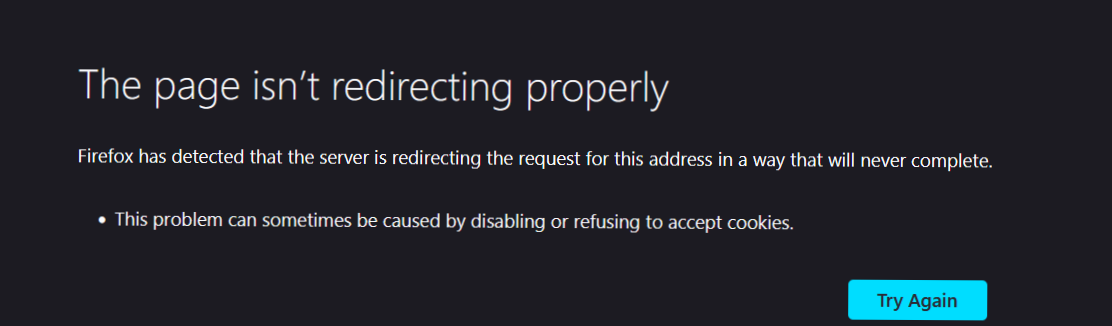 The page isn’t redirecting properly
Firefox has detected that the server is redirecting the request for this address in a way that will never complete.
• This problem can sometimes be caused by disabling or refusing to accept cookies.
Try Again